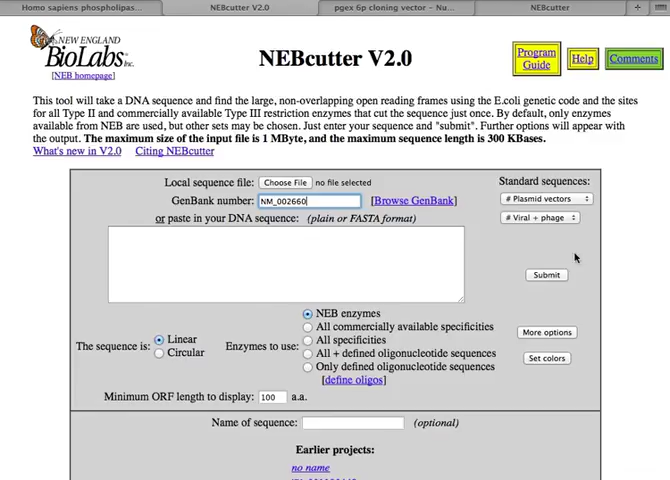 Homo sapiens phospholipas...
NEBcutter V2.0
pgex 6p cloning vector – Nu...
NEBcutter
+
NEW ENGLAND
BioLabs Inc.
[NEB homepage]
NEBcutter V2.0
Program Guide
Help
Comments
This tool will take a DNA sequence and find the large, non-overlapping open reading frames using the E.coli genetic code and the sites
for all Type II and commercially available Type III restriction enzymes that cut the sequence just once. By default, only enzymes
available from NEB are used, but other sets may be chosen. Just enter your sequence and "submit". Further options will appear with
the output. The maximum size of the input file is 1 MByte, and the maximum sequence length is 300 KBases.
What's new in V2.0 Citing NEBcutter
Local sequence file: Choose File no file selected
Standard sequences:
GenBank number: NM_002660 [Browse GenBank]
# Plasmid vectors
or paste in your DNA sequence: (plain or FASTA format)
# Viral + phage
Submit
The sequence is:
Linear
Circular
Enzymes to use:
NEB enzymes
All commercially available specificities
All specificities
All + defined oligonucleotide sequences
Only defined oligonucleotide sequences
[define oligos]
More options
Set colors
Minimum ORF length to display: 100 a.a.
Name of sequence: (optional)
Earlier projects:
no name